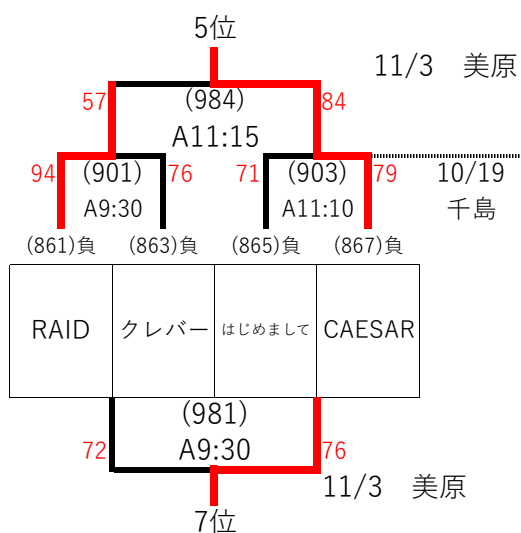 5位
11/3 美原
57 (984) 84
A11:15
94 (901) 76 71 (903) 79 10/19
A9:30 A11:10 千島
(861)負 (863)負 (865)負 (867)負
RAID クレバー はじめまして CAESAR
(981)
72 A9:30 76
11/3 美原
7位